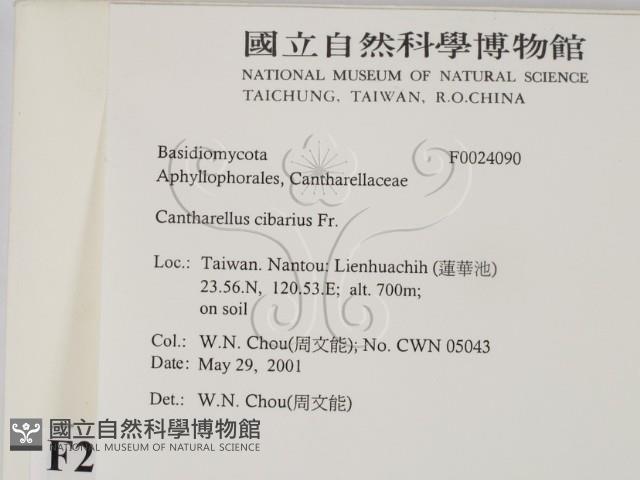 國立自然科學博物館
NATIONAL MUSEUM OF NATURAL SCIENCE
TAICHUNG, TAIWAN, R.O.CHINA
Basidiomycota F0024090
Aphyllophorales, Cantharellaceae
Cantharellus cibarius Fr.
Loc.: Taiwan. Nantou: Lienhuachih (蓮華池)
23.56.N, 120.53.E; alt. 700m;
on soil
Col.: W.N. Chou(周文能); No. CWN 05043
Date: May 29, 2001
Det.: W.N. Chou(周文能)
國立自然科學博物館
NATIONAL MUSEUM OF NATURAL SCIENCE
F2